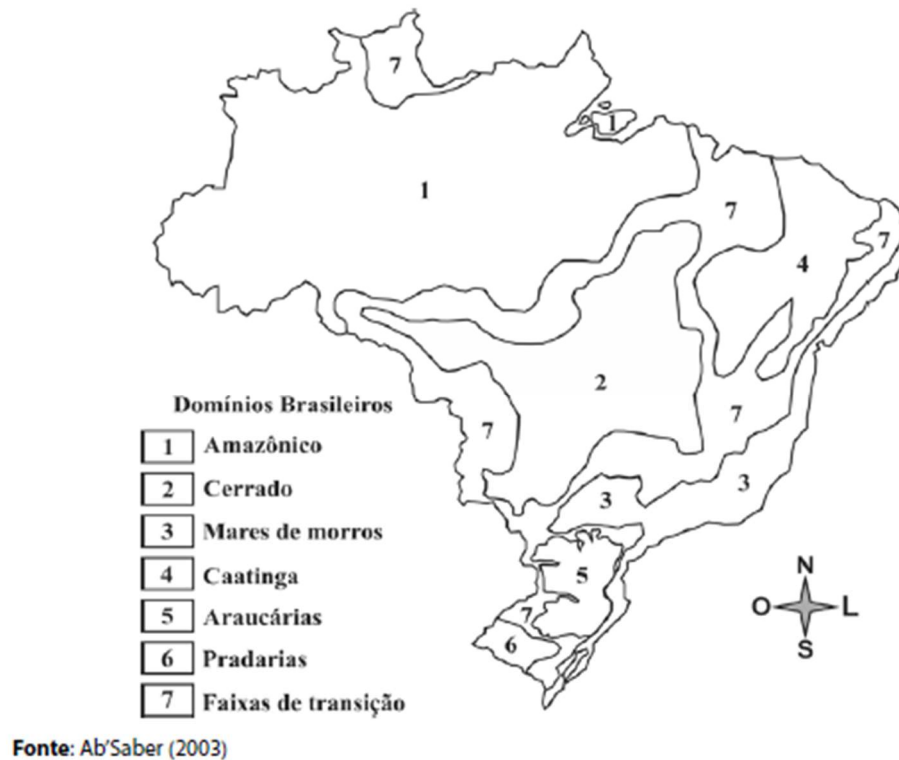 7
1
1
7
7
4
2
7
7
3
3
5
7
6
Domínios Brasileiros
1 Amazônico
2 Cerrado
3 Mares de morros
4 Caatinga
5 Araucárias
6 Pradarias
7 Faixas de transição
N
O L
S
Fonte: Ab'Saber (2003)